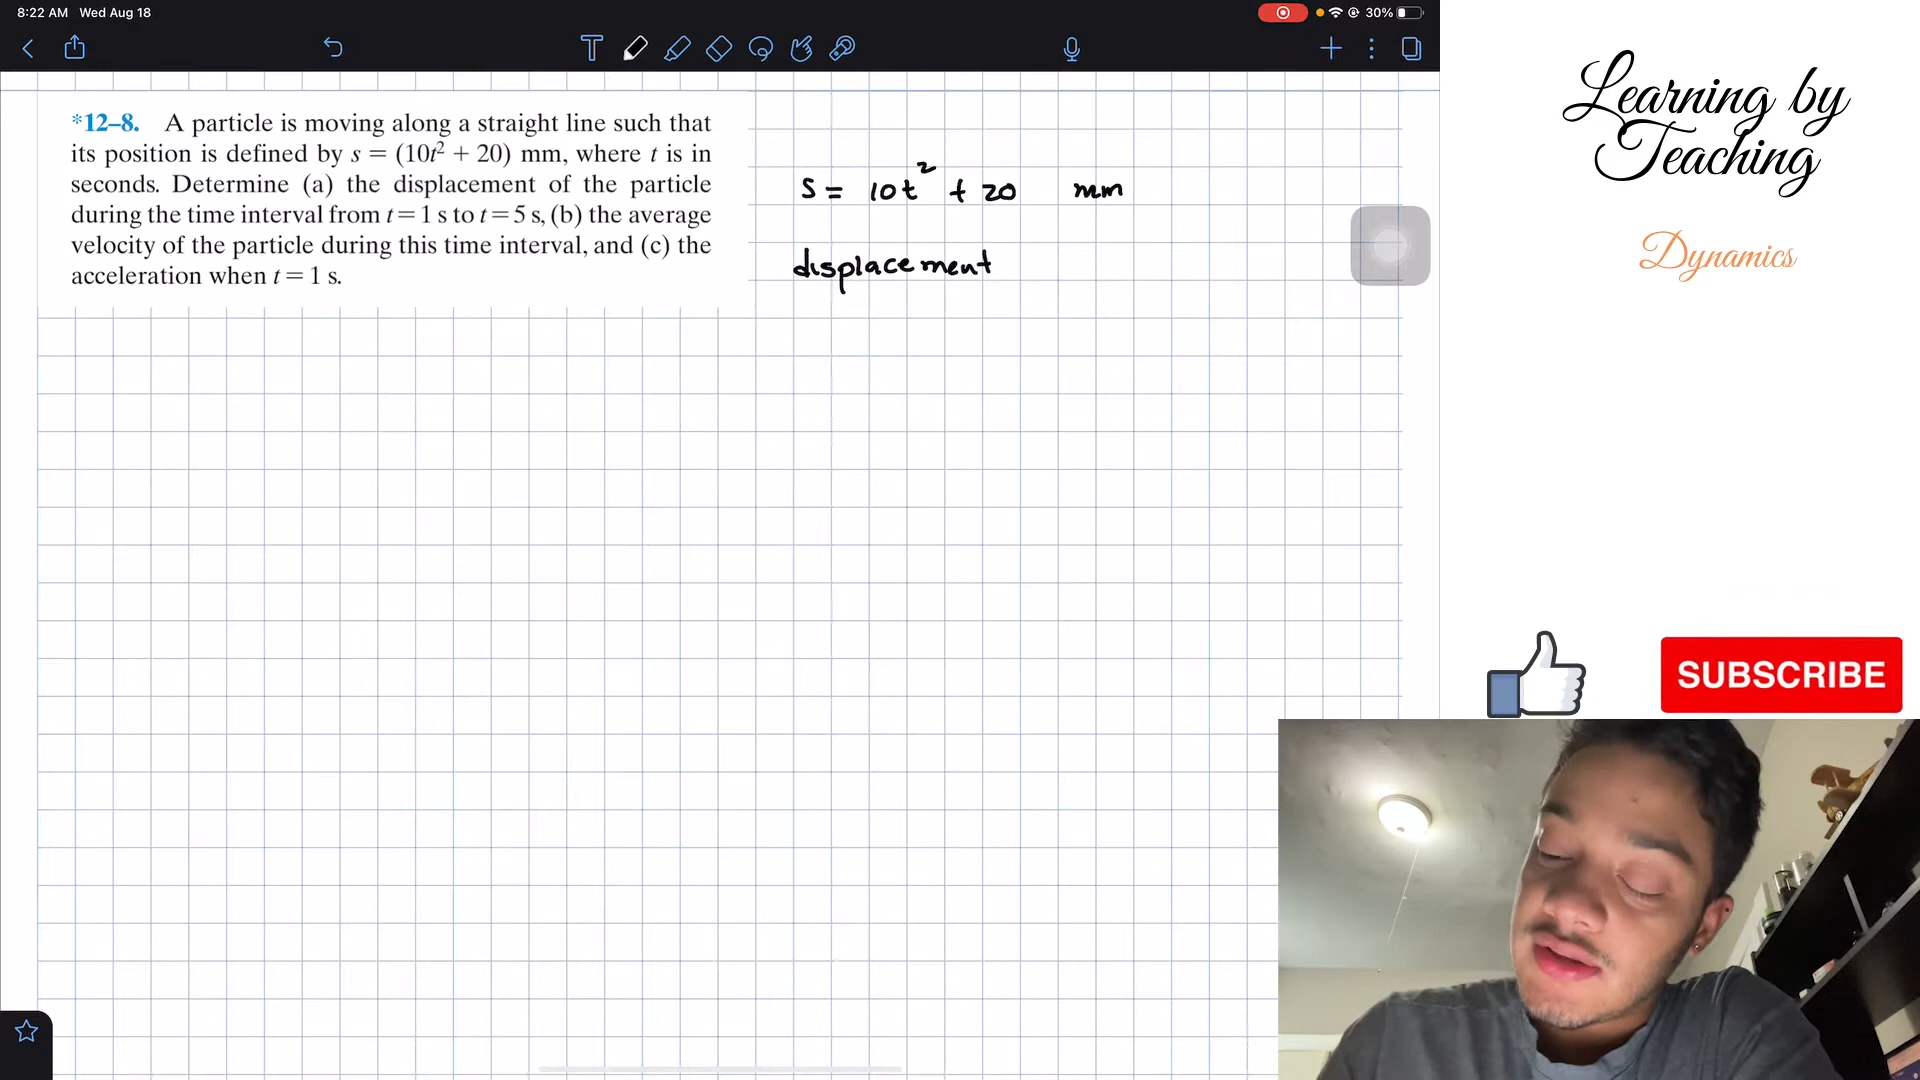 8:22 AM Wed Aug 18
30%
*12–8. A particle is moving along a straight line such that
its position is defined by s = (10t² + 20) mm, where t is in
seconds. Determine (a) the displacement of the particle
during the time interval from t = 1 s to t = 5 s, (b) the average
velocity of the particle during this time interval, and (c) the
acceleration when t = 1 s.
s = 10t² + 20 mm
displacement
Learning by
Teaching
Dynamics
SUBSCRIBE